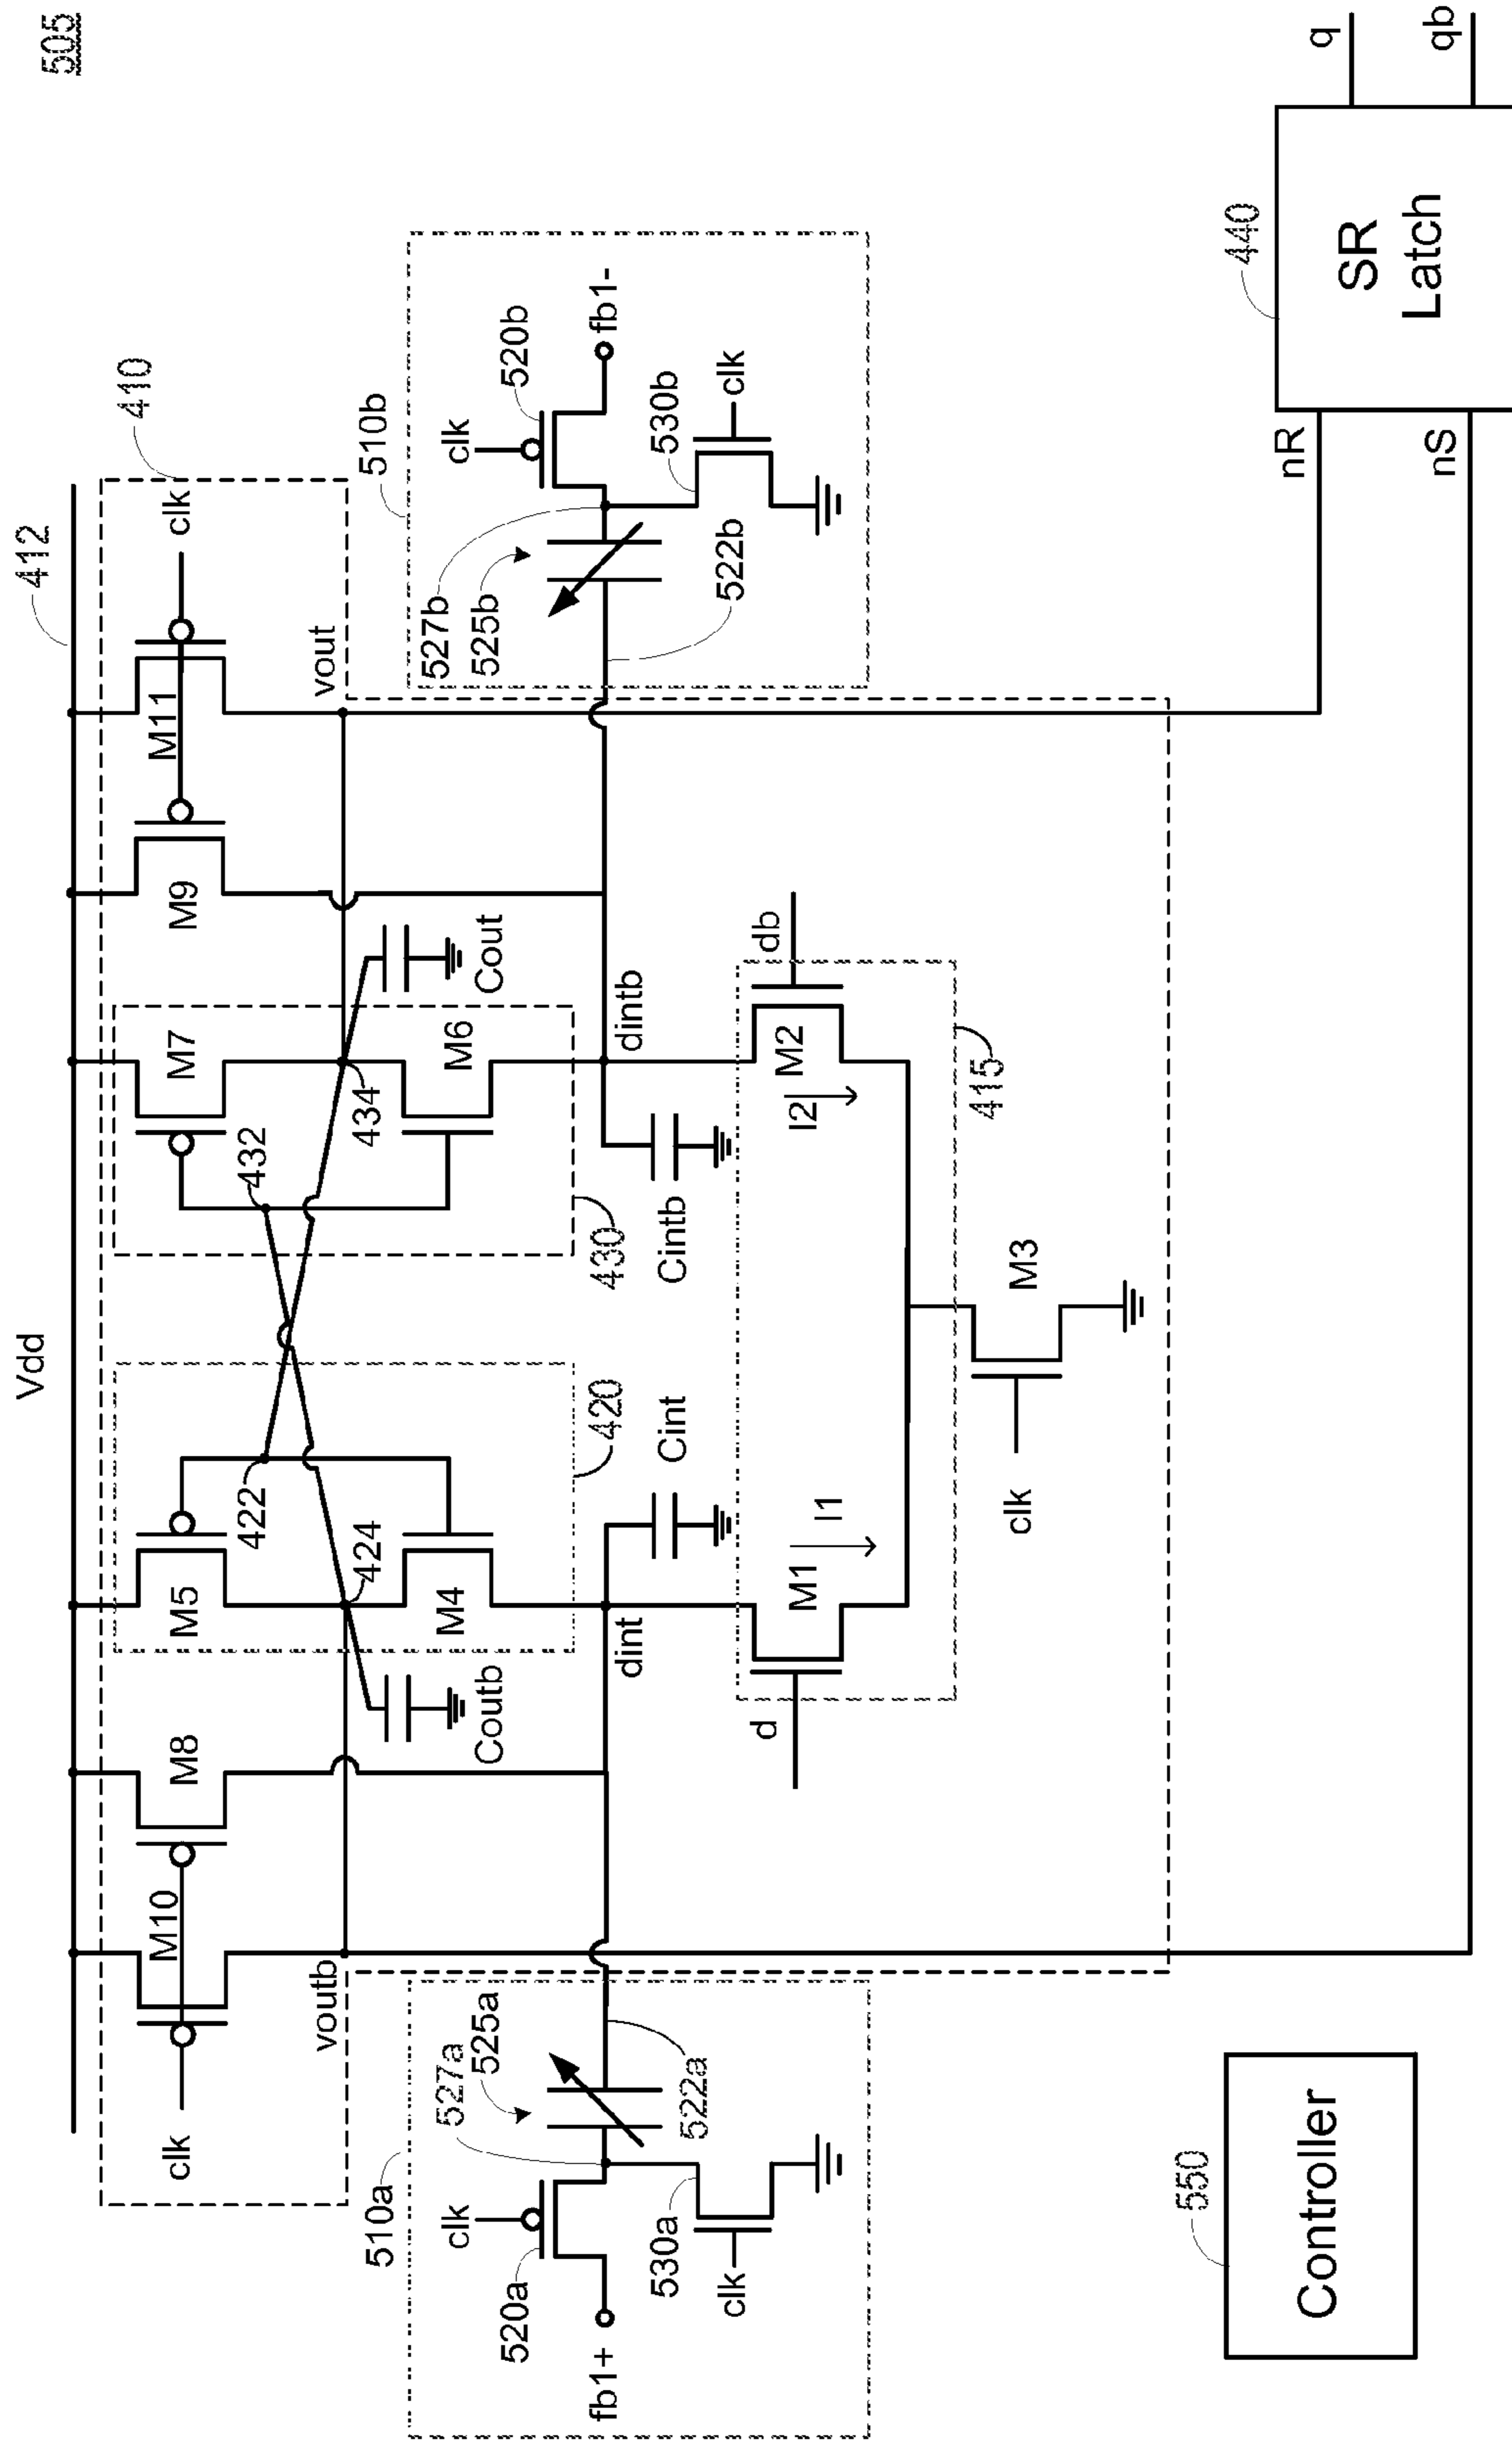 505
Vdd
412
410
clk
M10
M8
M5
M7
M9
M11
clk
422
432
voutb
424
434
vout
M4
M6
Coutb
Cout
420
430
510a
clk
520a
527a
525a
fb1+
530a
clk
522a
510b
clk
520b
527b
525b
fb1-
530b
clk
522b
dint
dintb
Cint
Cintb
d
M1
I1
I2
M2
db
415
clk
M3
550
Controller
440
nR
nS
SR
Latch
q
qb